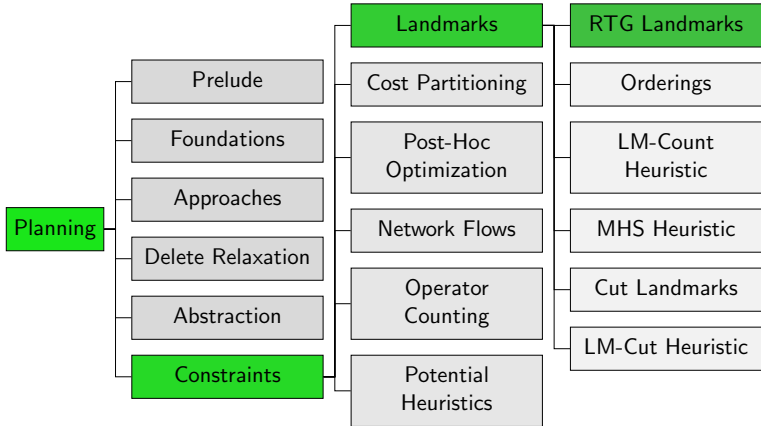 Planning
Prelude
Foundations
Approaches
Delete Relaxation
Abstraction
Constraints
Landmarks
Cost Partitioning
Post-Hoc
Optimization
Network Flows
Operator
Counting
Potential
Heuristics
RTG Landmarks
Orderings
LM-Count
Heuristic
MHS Heuristic
Cut Landmarks
LM-Cut Heuristic